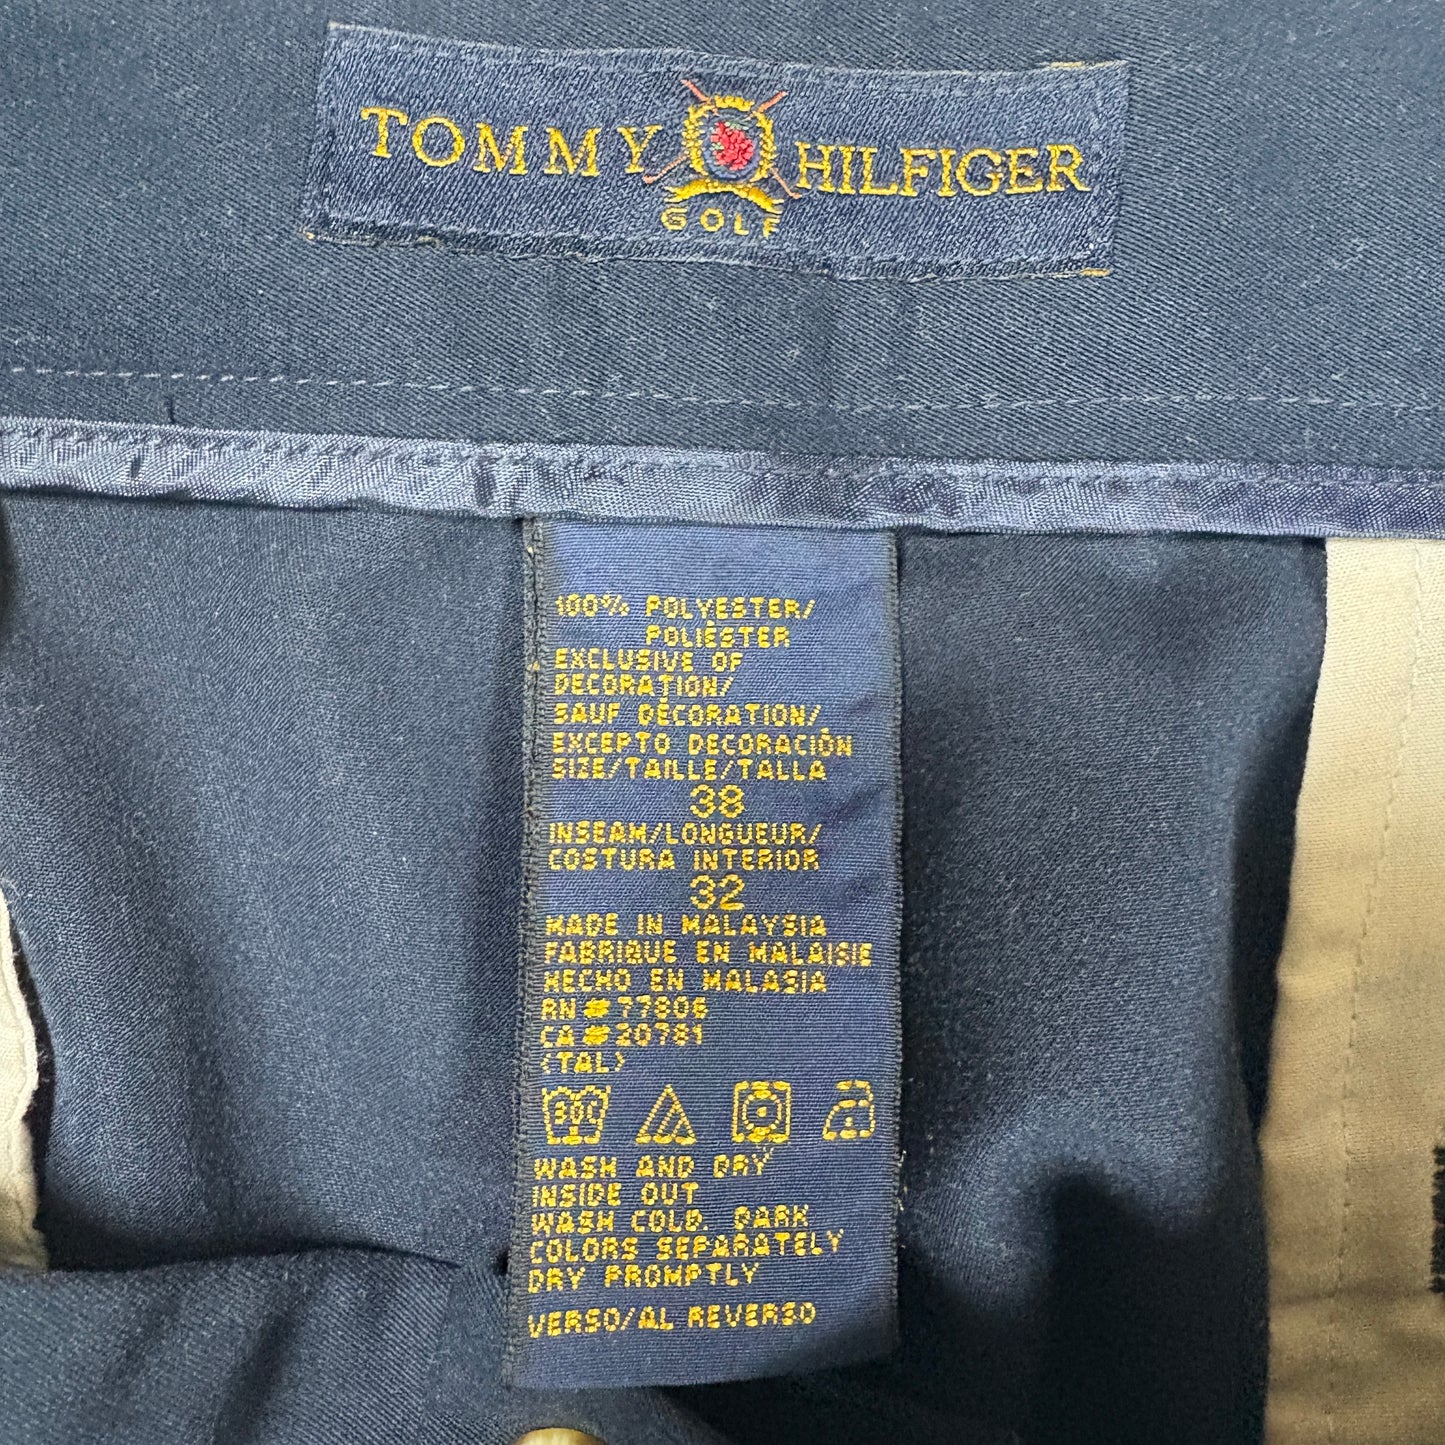 TOMMY HILFIGER
GOLF
100% POLYESTER/
POLIÉSTER
EXCLUSIVE OF
DECORATION/
SAUF DÉCORATION/
EXCEPTO DECORACIÓN
SIZE/TAILLE/TALLA
38
INSEAM/LONGUEUR/
COSTURA INTERIOR
32
MADE IN MALAYSIA
FABRIQUE EN MALAISIE
HECHO EN MALASIA
RN#77806
CA#20781
(TAL)
30C
WASH AND DRY
INSIDE OUT
WASH COLD. DARK
COLORS SEPARATELY
DRY PROMPTLY
VERSO/AL REVERSO